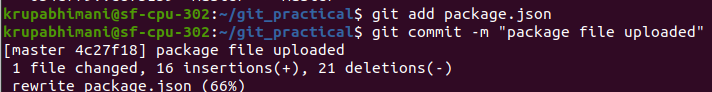 krupabhimani@sf-cpu-302:~/git_practical$ git add package.json
krupabhimani@sf-cpu-302:~/git_practical$ git commit -m "package file uploaded"
[master 4c27f18] package file uploaded
 1 file changed, 16 insertions(+), 21 deletions(-)
 rewrite package.json (66%)